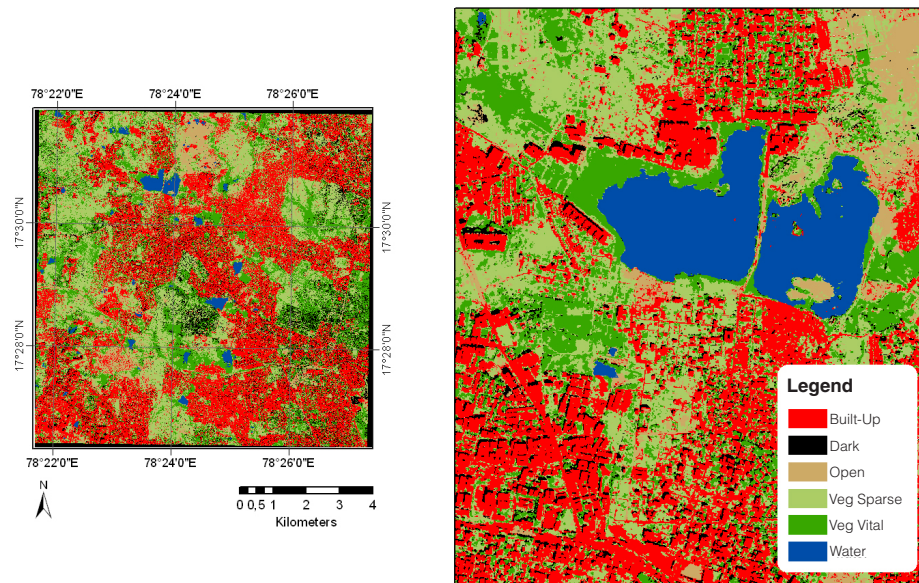 78°22'0"E 78°24'0"E 78°26'0"E
17°30'0"N 17°30'0"N
17°28'0"N 17°28'0"N
78°22'0"E 78°24'0"E 78°26'0"E
N
0 0,5 1 2 3 4
Kilometers
Legend
Built-Up
Dark
Open
Veg Sparse
Veg Vital
Water